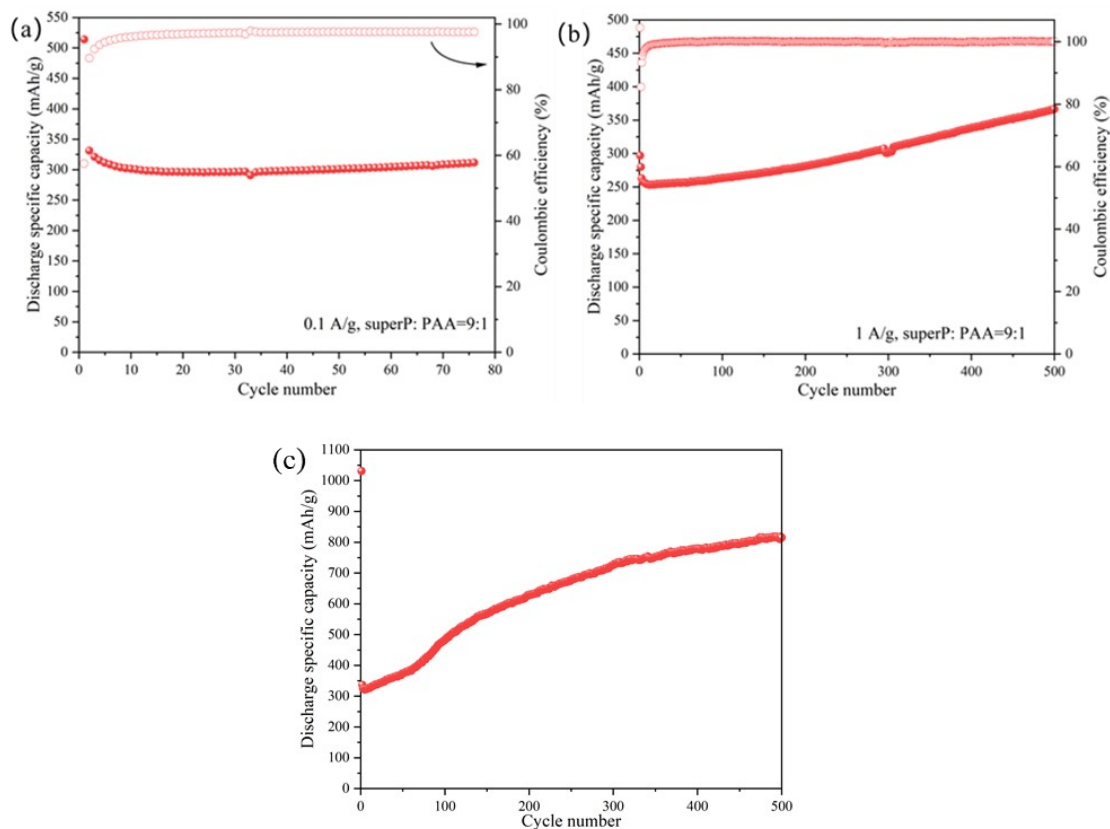 (a)
Discharge specific capacity (mAh/g)
550
500
450
400
350
300
250
200
150
100
50
0
0 10 20 30 40 50 60 70 80
Cycle number
100
80
60
40
20
0
Coulombic efficiency (%)
0.1 A/g, superP: PAA=9:1
(b)
Discharge specific capacity (mAh/g)
500
450
400
350
300
250
200
150
100
50
0
0 100 200 300 400 500
Cycle number
100
80
60
40
20
0
Coulombic efficiency (%)
1 A/g, superP: PAA=9:1
(c)
Discharge specific capacity (mAh/g)
1100
1000
900
800
700
600
500
400
300
200
100
0
0 100 200 300 400 500
Cycle number